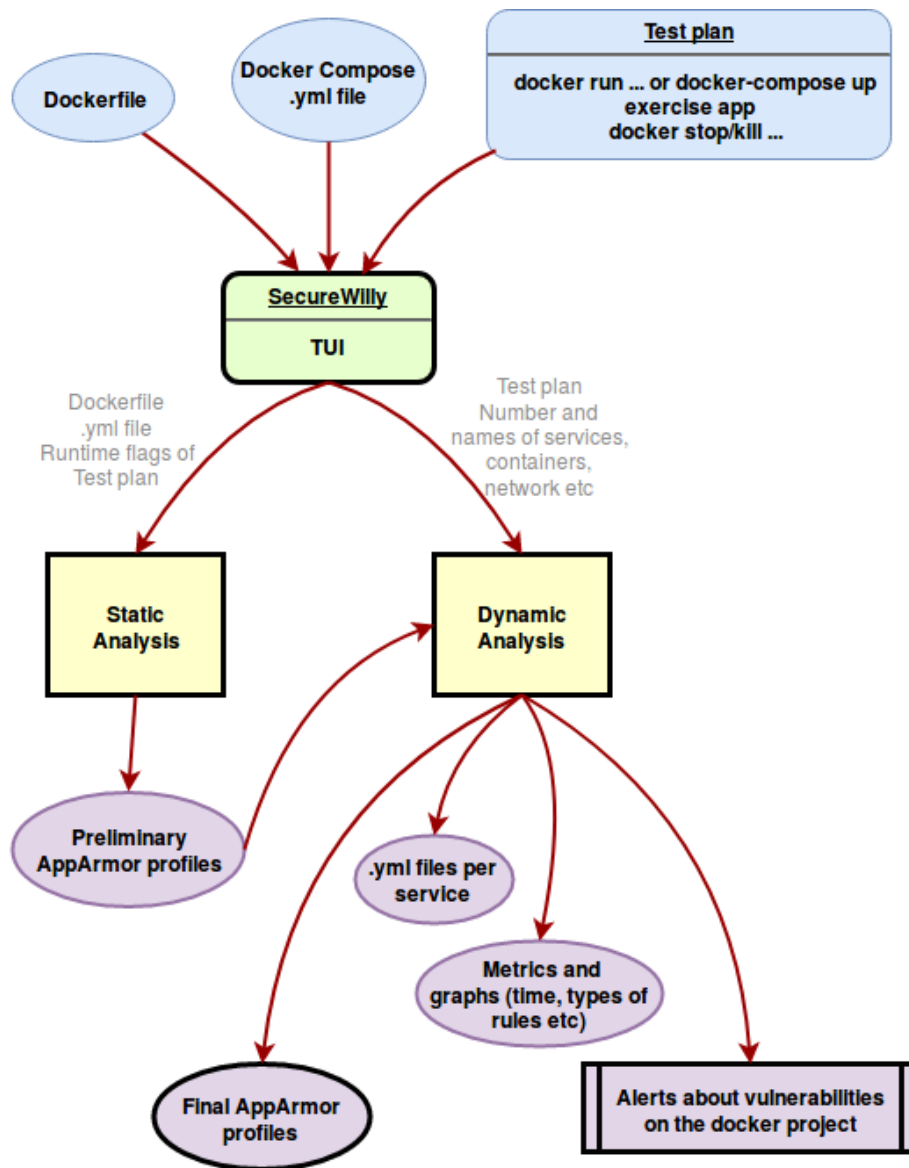 Dockerfile
Docker Compose
.yml file
Test plan
docker run ... or docker-compose up
exercise app
docker stop/kill ...
SecureWilly
TUI
Dockerfile
.yml file
Runtime flags of
Test plan
Test plan
Number and
names of services,
containers,
network etc
Static
Analysis
Dynamic
Analysis
Preliminary
AppArmor profiles
.yml files per
service
Metrics and
graphs (time, types of
rules etc)
Final AppArmor
profiles
Alerts about vulnerabilities
on the docker project